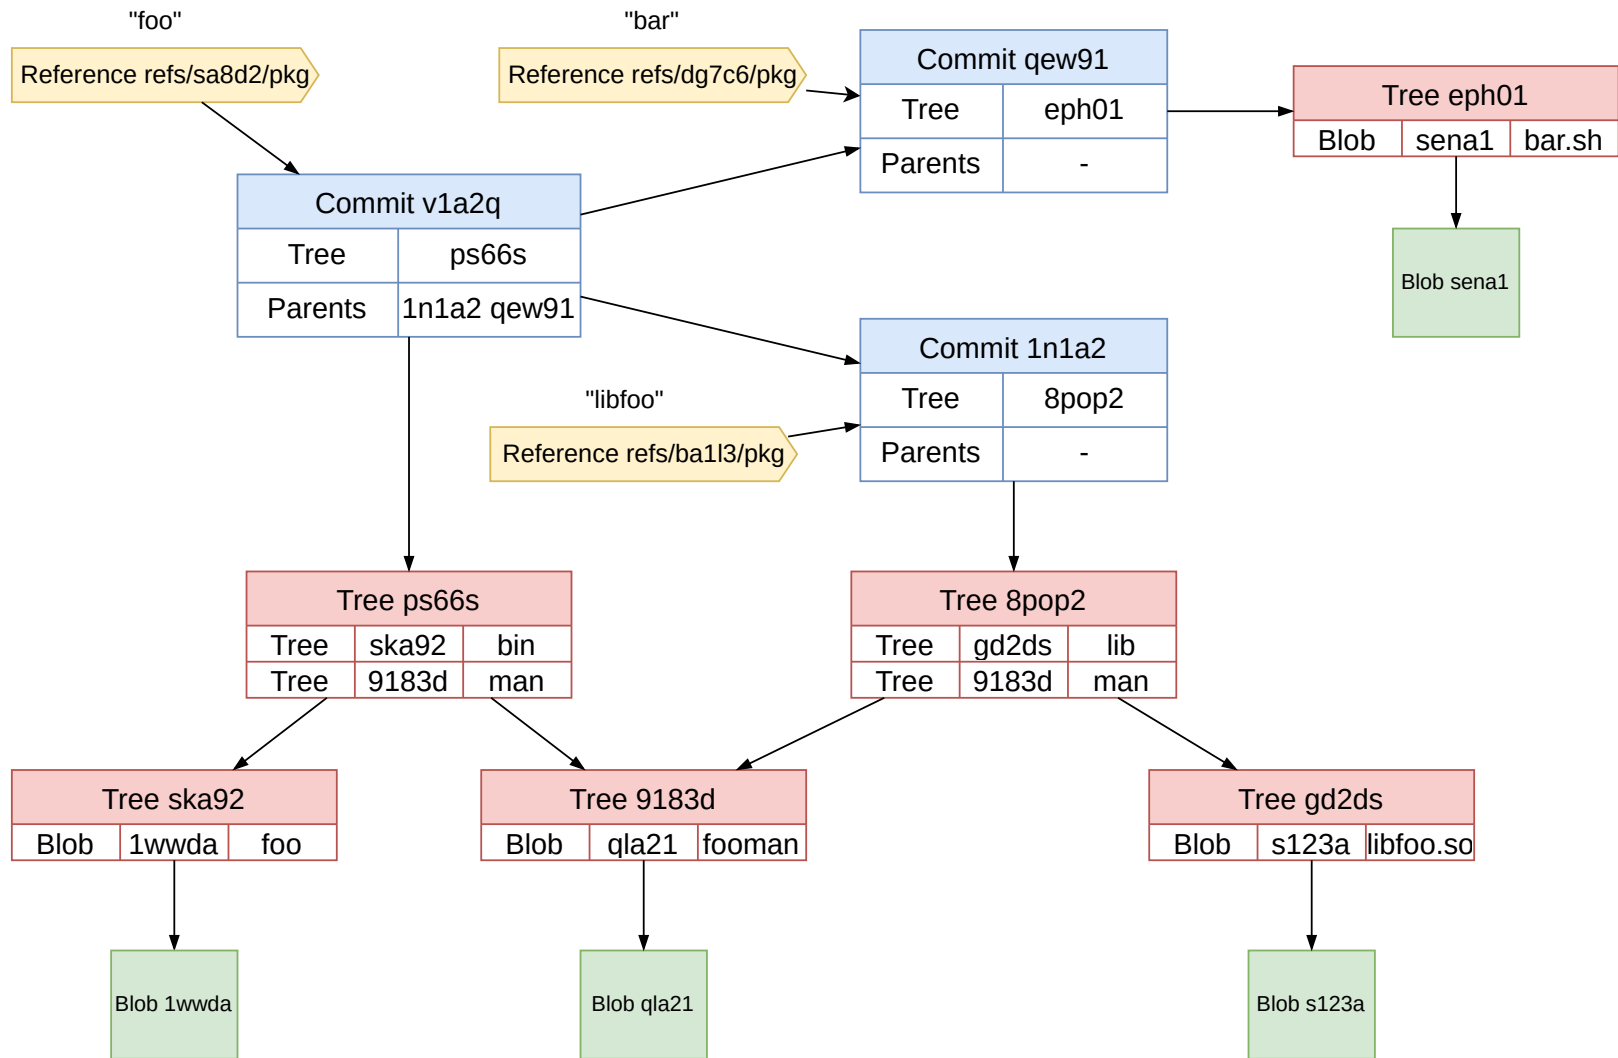 "foo"
Reference refs/sa8d2/pkg
"bar"
Reference refs/dg7c6/pkg
Commit qew91
Tree eph01
Parents -
Tree eph01
Blob sena1 bar.sh
Blob sena1
Commit v1a2q
Tree ps66s
Parents 1n1a2 qew91
"libfoo"
Reference refs/ba1l3/pkg
Commit 1n1a2
Tree 8pop2
Parents -
Tree ps66s
Tree ska92 bin
Tree 9183d man
Tree 8pop2
Tree gd2ds lib
Tree 9183d man
Tree ska92
Blob 1wwda foo
Tree 9183d
Blob qla21 fooman
Tree gd2ds
Blob s123a libfoo.so
Blob 1wwda
Blob qla21
Blob s123a